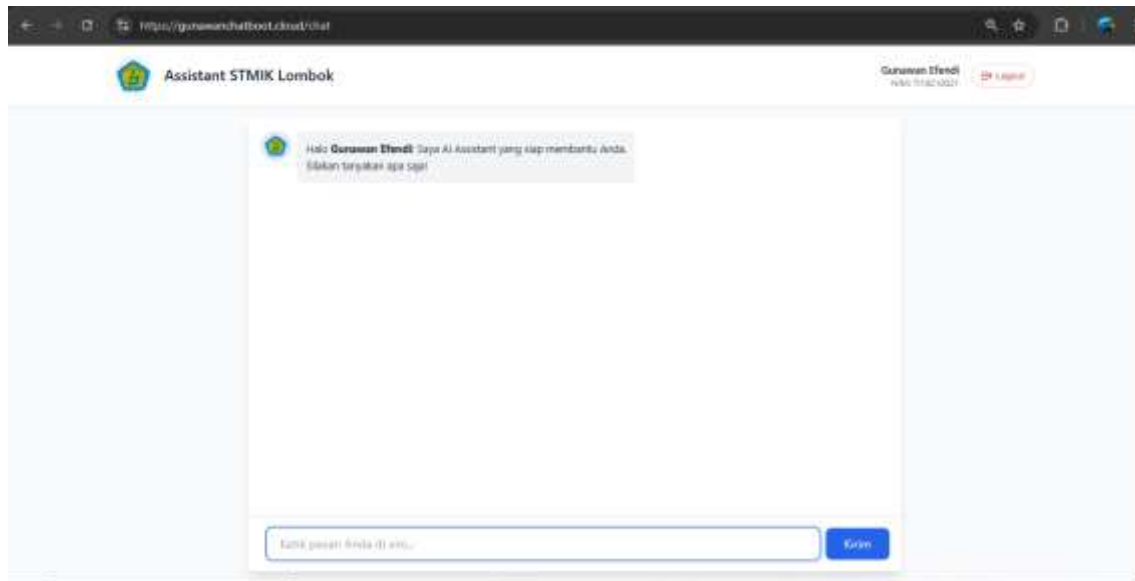 https://gunawanchatboot.cloud/chat
Assistant STMIK Lombok
Gunawan Efendi
Logout
Halo Gunawan Efendi! Saya AI Assistant yang siap membantu Anda.
Silakan tanyakan apa saja!
Ketik pesan Anda di sini...
Kirim